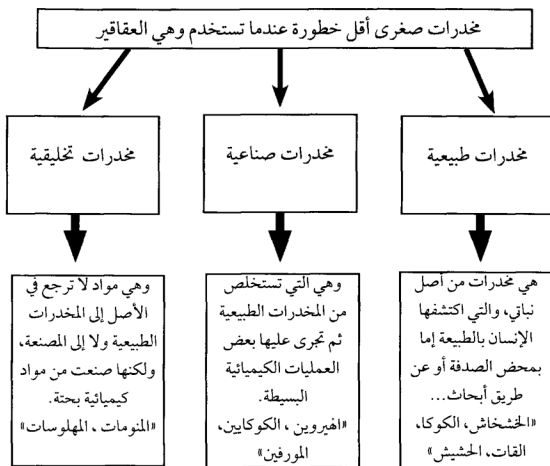 مخدرات صغرى أقل خطورة عندما تستخدم وهي العقاقير
مخدرات طبيعية
مخدرات صناعية
مخدرات تخليقية
هي مخدرات من أصل
نباتي، والتي اكتشفها
الإنسان بالطبيعة إما
بمحض الصدفة أو عن
طريق أبحاث...
«الخشخاش، الكوكا،
القات، الحشيش»
وهي التي تستخلص
من المخدرات الطبيعية
ثم تجرى عليها بعض
العمليات الكيميائية
البسيطة.
«الهيروين، الكوكايين،
المورفين»
وهي مواد لا ترجع في
الأصل إلى المخدرات
الطبيعية ولا إلى المصنعة،
ولكنها صنعت من مواد
كيميائية بحتة.
«المنومات، المهلوسات»